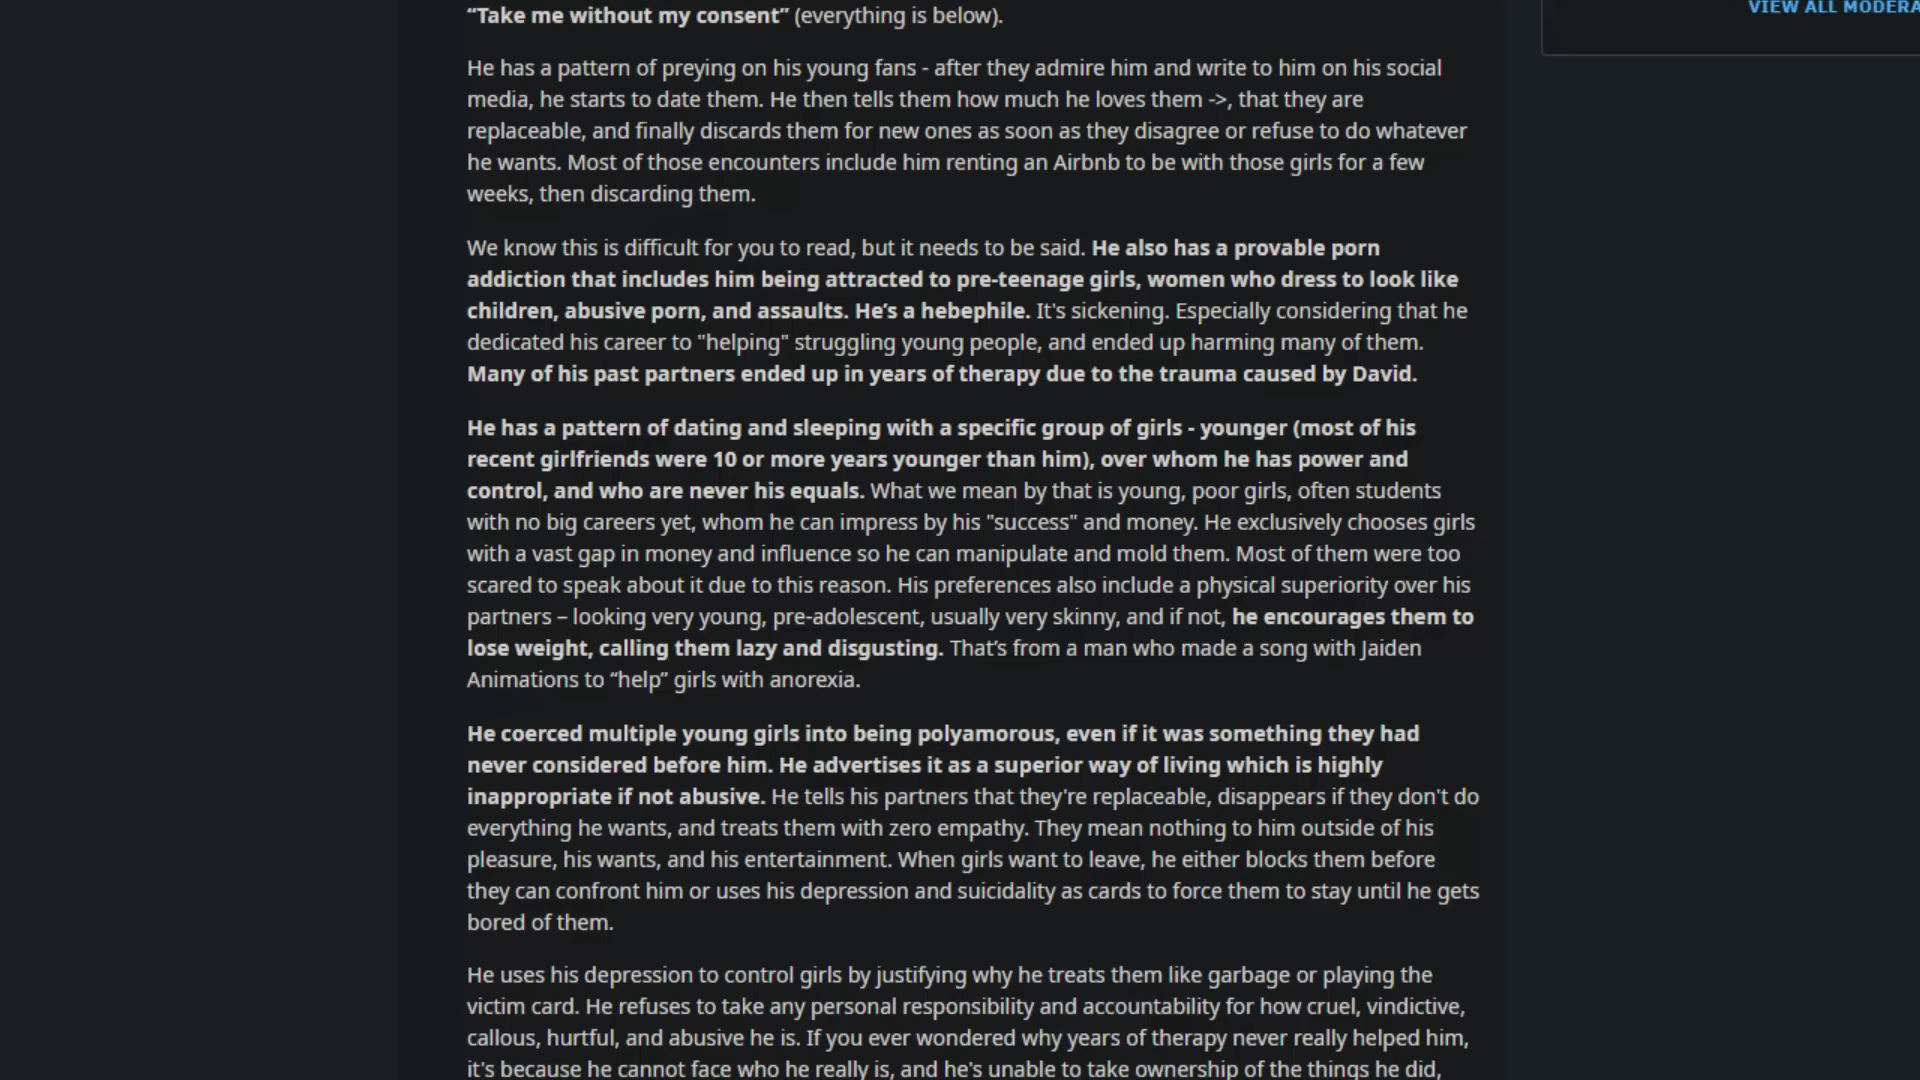 VIEW ALL MODERA
“Take me without my consent” (everything is below).
He has a pattern of preying on his young fans - after they admire him and write to him on his social
media, he starts to date them. He then tells them how much he loves them ->, that they are
replaceable, and finally discards them for new ones as soon as they disagree or refuse to do whatever
he wants. Most of those encounters include him renting an Airbnb to be with those girls for a few
weeks, then discarding them.
We know this is difficult for you to read, but it needs to be said. He also has a provable porn
addiction that includes him being attracted to pre-teenage girls, women who dress to look like
children, abusive porn, and assaults. He’s a hebephile. It's sickening. Especially considering that he
dedicated his career to "helping" struggling young people, and ended up harming many of them.
Many of his past partners ended up in years of therapy due to the trauma caused by David.
He has a pattern of dating and sleeping with a specific group of girls - younger (most of his
recent girlfriends were 10 or more years younger than him), over whom he has power and
control, and who are never his equals. What we mean by that is young, poor girls, often students
with no big careers yet, whom he can impress by his "success" and money. He exclusively chooses girls
with a vast gap in money and influence so he can manipulate and mold them. Most of them were too
scared to speak about it due to this reason. His preferences also include a physical superiority over his
partners – looking very young, pre-adolescent, usually very skinny, and if not, he encourages them to
lose weight, calling them lazy and disgusting. That’s from a man who made a song with Jaiden
Animations to “help” girls with anorexia.
He coerced multiple young girls into being polyamorous, even if it was something they had
never considered before him. He advertises it as a superior way of living which is highly
inappropriate if not abusive. He tells his partners that they're replaceable, disappears if they don't do
everything he wants, and treats them with zero empathy. They mean nothing to him outside of his
pleasure, his wants, and his entertainment. When girls want to leave, he either blocks them before
they can confront him or uses his depression and suicidality as cards to force them to stay until he gets
bored of them.
He uses his depression to control girls by justifying why he treats them like garbage or playing the
victim card. He refuses to take any personal responsibility and accountability for how cruel, vindictive,
callous, hurtful, and abusive he is. If you ever wondered why years of therapy never really helped him,
it's because he cannot face who he really is, and he's unable to take ownership of the things he did,